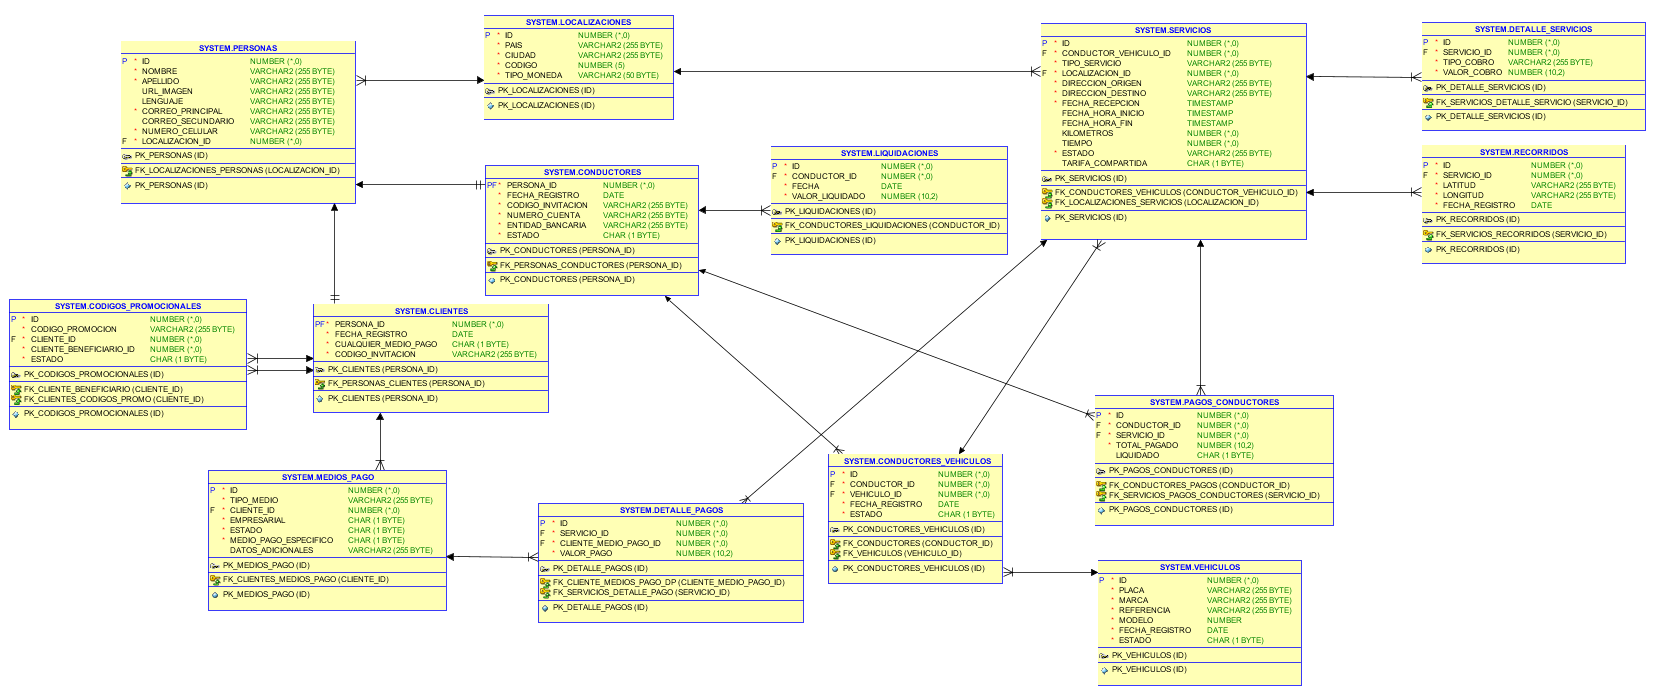 SYSTEM.PERSONAS
P * ID NUMBER (*,0)
* NOMBRE VARCHAR2 (255 BYTE)
* APELLIDO VARCHAR2 (255 BYTE)
URL_IMAGEN VARCHAR2 (255 BYTE)
LENGUAJE VARCHAR2 (255 BYTE)
* CORREO_PRINCIPAL VARCHAR2 (255 BYTE)
CORREO_SECUNDARIO VARCHAR2 (255 BYTE)
* NUMERO_CELULAR VARCHAR2 (255 BYTE)
F * LOCALIZACION_ID NUMBER (*,0)
PK_PERSONAS (ID)
FK_LOCALIZACIONES_PERSONAS (LOCALIZACION_ID)
PK_PERSONAS (ID)
SYSTEM.LOCALIZACIONES
P * ID NUMBER (*,0)
* PAIS VARCHAR2 (255 BYTE)
* CIUDAD VARCHAR2 (255 BYTE)
* CODIGO NUMBER (5)
* TIPO_MONEDA VARCHAR2 (50 BYTE)
PK_LOCALIZACIONES (ID)
PK_LOCALIZACIONES (ID)
SYSTEM.SERVICIOS
P * ID NUMBER (*,0)
F * CONDUCTOR_VEHICULO_ID NUMBER (*,0)
* TIPO_SERVICIO VARCHAR2 (255 BYTE)
F * LOCALIZACION_ID NUMBER (*,0)
* DIRECCION_ORIGEN VARCHAR2 (255 BYTE)
* DIRECCION_DESTINO VARCHAR2 (255 BYTE)
* FECHA_RECEPCION TIMESTAMP
FECHA_HORA_INICIO TIMESTAMP
FECHA_HORA_FIN TIMESTAMP
KILOMETROS NUMBER (*,0)
TIEMPO NUMBER (*,0)
* ESTADO VARCHAR2 (255 BYTE)
TARIFA_COMPARTIDA CHAR (1 BYTE)
PK_SERVICIOS (ID)
FK_CONDUCTORES_VEHICULOS (CONDUCTOR_VEHICULO_ID)
FK_LOCALIZACIONES_SERVICIOS (LOCALIZACION_ID)
PK_SERVICIOS (ID)
SYSTEM.DETALLE_SERVICIOS
P * ID NUMBER (*,0)
F * SERVICIO_ID NUMBER (*,0)
* TIPO_COBRO VARCHAR2 (255 BYTE)
* VALOR_COBRO NUMBER (10,2)
PK_DETALLE_SERVICIOS (ID)
FK_SERVICIOS_DETALLE_SERVICIO (SERVICIO_ID)
PK_DETALLE_SERVICIOS (ID)
SYSTEM.RECORRIDOS
P * ID NUMBER (*,0)
F * SERVICIO_ID NUMBER (*,0)
* LATITUD VARCHAR2 (255 BYTE)
* LONGITUD VARCHAR2 (255 BYTE)
* FECHA_REGISTRO DATE
PK_RECORRIDOS (ID)
FK_SERVICIOS_RECORRIDOS (SERVICIO_ID)
PK_RECORRIDOS (ID)
SYSTEM.CONDUCTORES
PF * PERSONA_ID NUMBER (*,0)
* FECHA_REGISTRO DATE
* CODIGO_INVITACION VARCHAR2 (255 BYTE)
* NUMERO_CUENTA VARCHAR2 (255 BYTE)
* ENTIDAD_BANCARIA VARCHAR2 (255 BYTE)
* ESTADO CHAR (1 BYTE)
PK_CONDUCTORES (PERSONA_ID)
FK_PERSONAS_CONDUCTORES (PERSONA_ID)
PK_CONDUCTORES (PERSONA_ID)
SYSTEM.LIQUIDACIONES
P * ID NUMBER (*,0)
F * CONDUCTOR_ID NUMBER (*,0)
* FECHA DATE
* VALOR_LIQUIDADO NUMBER (10,2)
PK_LIQUIDACIONES (ID)
FK_CONDUCTORES_LIQUIDACIONES (CONDUCTOR_ID)
PK_LIQUIDACIONES (ID)
SYSTEM.CODIGOS_PROMOCIONALES
P * ID NUMBER (*,0)
* CODIGO_PROMOCION VARCHAR2 (255 BYTE)
F * CLIENTE_ID NUMBER (*,0)
* CLIENTE_BENEFICIARIO_ID NUMBER (*,0)
* ESTADO CHAR (1 BYTE)
PK_CODIGOS_PROMOCIONALES (ID)
FK_CLIENTE_BENEFICIARIO (CLIENTE_ID)
FK_CLIENTES_CODIGOS_PROMO (CLIENTE_ID)
PK_CODIGOS_PROMOCIONALES (ID)
SYSTEM.CLIENTES
PF * PERSONA_ID NUMBER (*,0)
* FECHA_REGISTRO DATE
* CUALQUIER_MEDIO_PAGO CHAR (1 BYTE)
* CODIGO_INVITACION VARCHAR2 (255 BYTE)
PK_CLIENTES (PERSONA_ID)
FK_PERSONAS_CLIENTES (PERSONA_ID)
PK_CLIENTES (PERSONA_ID)
SYSTEM.PAGOS_CONDUCTORES
P * ID NUMBER (*,0)
F * CONDUCTOR_ID NUMBER (*,0)
F * SERVICIO_ID NUMBER (*,0)
* TOTAL_PAGADO NUMBER (10,2)
LIQUIDADO CHAR (1 BYTE)
PK_PAGOS_CONDUCTORES (ID)
FK_CONDUCTORES_PAGOS (CONDUCTOR_ID)
FK_SERVICIOS_PAGOS_CONDUCTORES (SERVICIO_ID)
PK_PAGOS_CONDUCTORES (ID)
SYSTEM.MEDIOS_PAGO
P * ID NUMBER (*,0)
* TIPO_MEDIO VARCHAR2 (255 BYTE)
F * CLIENTE_ID NUMBER (*,0)
* EMPRESARIAL CHAR (1 BYTE)
* ESTADO CHAR (1 BYTE)
* MEDIO_PAGO_ESPECIFICO CHAR (1 BYTE)
DATOS_ADICIONALES VARCHAR2 (255 BYTE)
PK_MEDIOS_PAGO (ID)
FK_CLIENTES_MEDIOS_PAGO (CLIENTE_ID)
PK_MEDIOS_PAGO (ID)
SYSTEM.DETALLE_PAGOS
P * ID NUMBER (*,0)
F * SERVICIO_ID NUMBER (*,0)
F * CLIENTE_MEDIO_PAGO_ID NUMBER (*,0)
* VALOR_PAGO NUMBER (10,2)
PK_DETALLE_PAGOS (ID)
FK_CLIENTE_MEDIOS_PAGO_DP (CLIENTE_MEDIO_PAGO_ID)
FK_SERVICIOS_DETALLE_PAGO (SERVICIO_ID)
PK_DETALLE_PAGOS (ID)
SYSTEM.CONDUCTORES_VEHICULOS
P * ID NUMBER (*,0)
F * CONDUCTOR_ID NUMBER (*,0)
F * VEHICULO_ID NUMBER (*,0)
* FECHA_REGISTRO DATE
* ESTADO CHAR (1 BYTE)
PK_CONDUCTORES_VEHICULOS (ID)
FK_CONDUCTORES (CONDUCTOR_ID)
FK_VEHICULOS (VEHICULO_ID)
PK_CONDUCTORES_VEHICULOS (ID)
SYSTEM.VEHICULOS
P * ID NUMBER (*,0)
* PLACA VARCHAR2 (255 BYTE)
* MARCA VARCHAR2 (255 BYTE)
* REFERENCIA VARCHAR2 (255 BYTE)
* MODELO NUMBER
* FECHA_REGISTRO DATE
* ESTADO CHAR (1 BYTE)
PK_VEHICULOS (ID)
PK_VEHICULOS (ID)